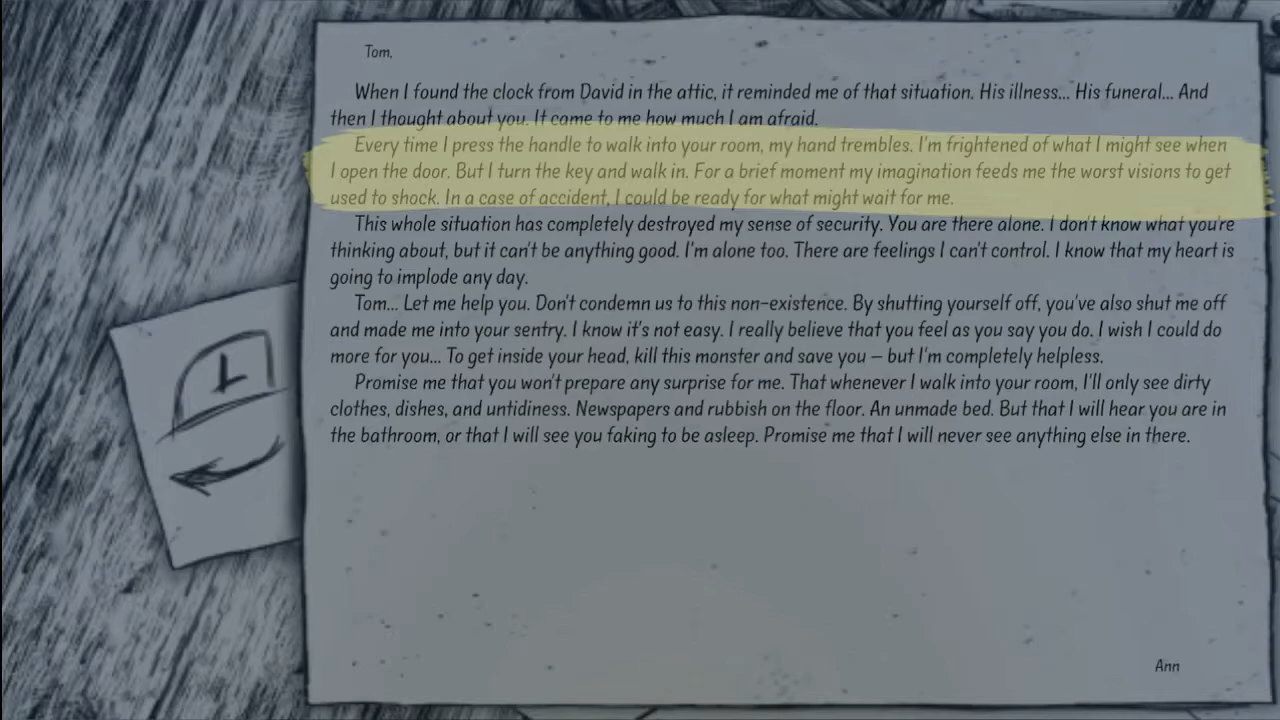 Tom,
When I found the clock from David in the attic, it reminded me of that situation. His illness... His funeral... And
then I thought about you. It came to me how much I am afraid.
Every time I press the handle to walk into your room, my hand trembles. I'm frightened of what I might see when
I open the door. But I turn the key and walk in. For a brief moment my imagination feeds me the worst visions to get
used to shock. In a case of accident, I could be ready for what might wait for me.
This whole situation has completely destroyed my sense of security. You are there alone. I don't know what you're
thinking about, but it can't be anything good. I'm alone too. There are feelings I can't control. I know that my heart is
going to implode any day.
Tom... Let me help you. Don't condemn us to this non-existence. By shutting yourself off, you've also shut me off
and made me into your sentry. I know it's not easy. I really believe that you feel as you say you do. I wish I could do
more for you... To get inside your head, kill this monster and save you – but I'm completely helpless.
Promise me that you won't prepare any surprise for me. That whenever I walk into your room, I'll only see dirty
clothes, dishes, and untidiness. Newspapers and rubbish on the floor. An unmade bed. But that I will hear you are in
the bathroom, or that I will see you faking to be asleep. Promise me that I will never see anything else in there.
L
Ann